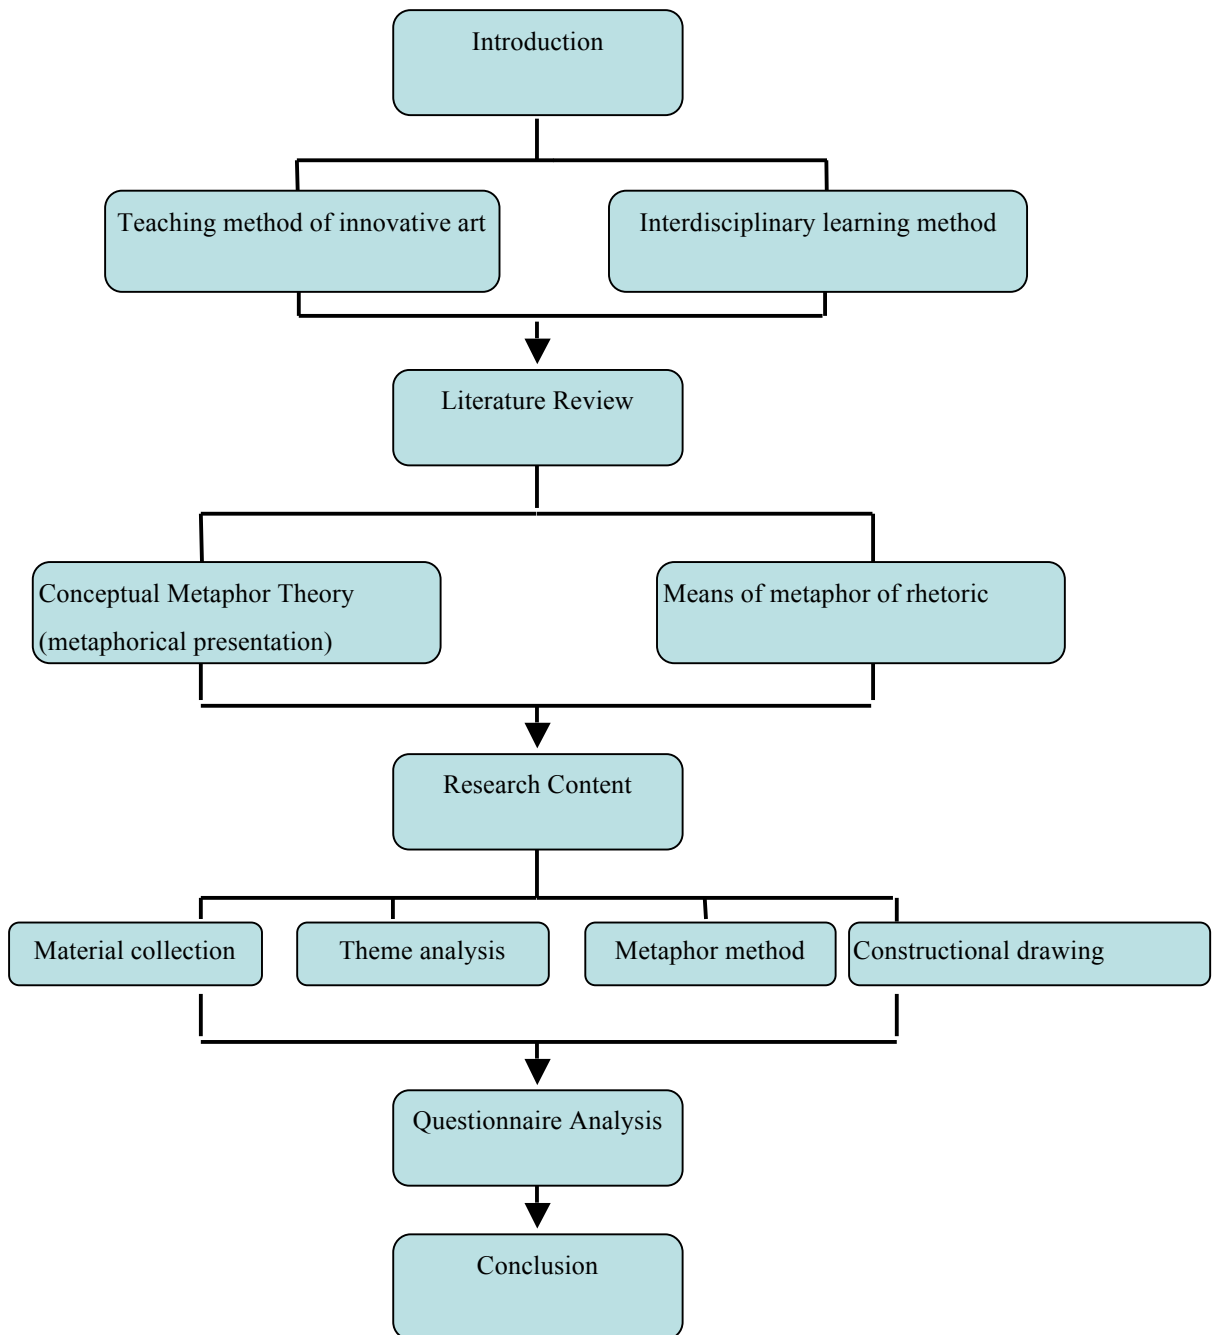 Introduction
Teaching method of innovative art
Interdisciplinary learning method
Literature Review
Conceptual Metaphor Theory
(metaphorical presentation)
Means of metaphor of rhetoric
Research Content
Material collection
Theme analysis
Metaphor method
Constructional drawing
Questionnaire Analysis
Conclusion